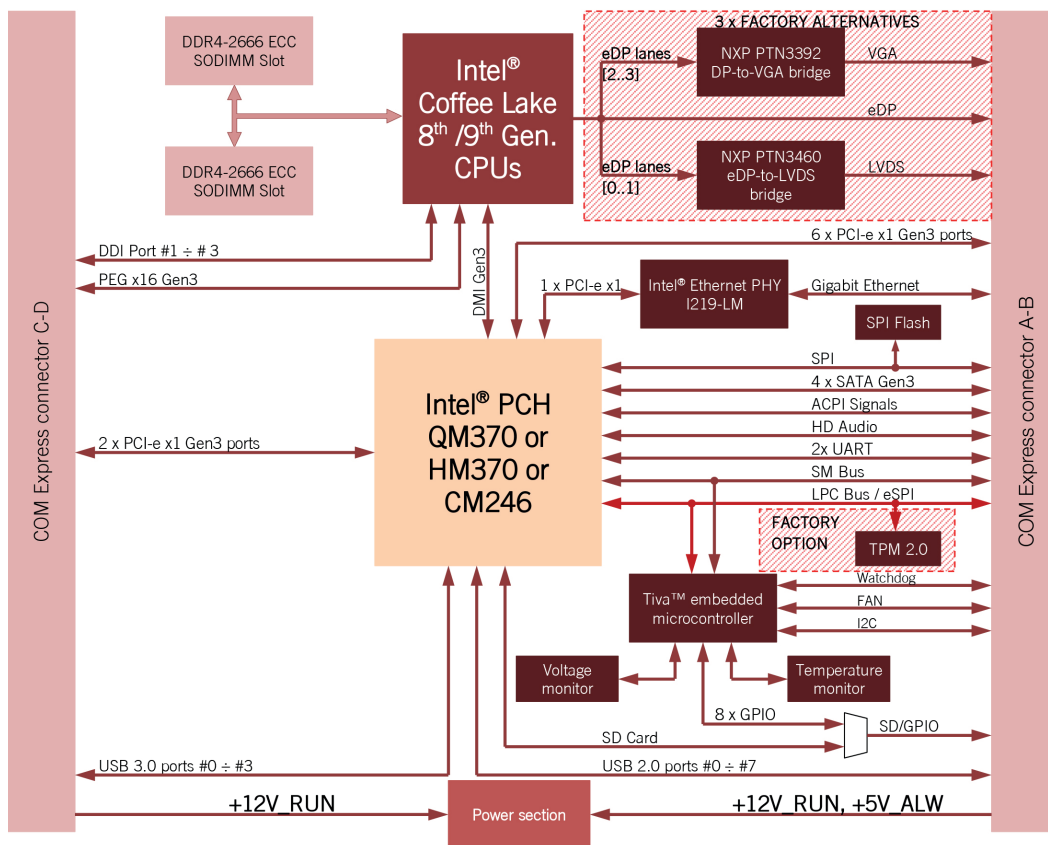 3 x FACTORY ALTERNATIVES
DDR4-2666 ECC
SODIMM Slot
Intel®
Coffee Lake
8th /9th Gen.
CPUs
eDP lanes
[2..3]
NXP PTN3392
DP-to-VGA bridge
VGA
eDP
DDR4-2666 ECC
SODIMM Slot
eDP lanes
[0..1]
NXP PTN3460
eDP-to-LVDS
bridge
LVDS
COM Express connector C-D
COM Express connector A-B
DDI Port #1 ÷ # 3
PEG x16 Gen3
DMI Gen3
6 x PCI-e x1 Gen3 ports
1 x PCI-e x1
Intel® Ethernet PHY
I219-LM
Gigabit Ethernet
SPI Flash
Intel® PCH
QM370 or
HM370 or
CM246
SPI
4 x SATA Gen3
ACPI Signals
HD Audio
2x UART
SM Bus
LPC Bus / eSPI
2 x PCI-e x1 Gen3 ports
FACTORY
OPTION
TPM 2.0
Tiva™ embedded
microcontroller
Watchdog
FAN
I2C
Voltage
monitor
Temperature
monitor
8 x GPIO
SD Card
SD/GPIO
USB 3.0 ports #0 ÷ #3
USB 2.0 ports #0 ÷ #7
+12V_RUN
Power section
+12V_RUN, +5V_ALW